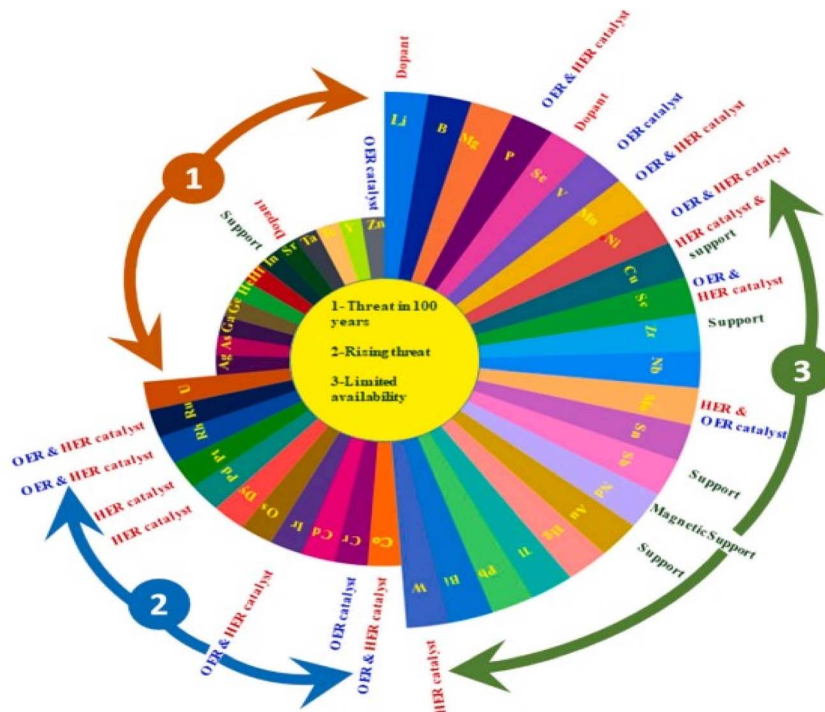 1-Threat in 100
years
2-Rising threat
3-Limited
availability
1
2
3
Li
B
Mg
P
Se
V
Mn
Ni
Cu
Sc
Zr
Nb
Mo
Sn
Sb
Nd
Au
Hg
Tl
Pb
Bi
W
Co
Cr
Cd
Ir
Os
Dy
Pd
Pt
Rh
Ru
U
Ag
As
Ga
Ge
He
Hf
In
Sr
Ta
Y
Zn
Dopant
OER & HER catalyst
Dopant
OER catalyst
OER & HER catalyst
OER & HER catalyst
HER catalyst &
support
OER &
HER catalyst
Support
HER &
OER catalyst
Support
Magnetic Support
Support
HER catalyst
OER & HER catalyst
OER catalyst
OER & HER catalyst
HER catalyst
HER catalyst
OER & HER catalyst
OER & HER catalyst
Support
Dopant
OER catalyst